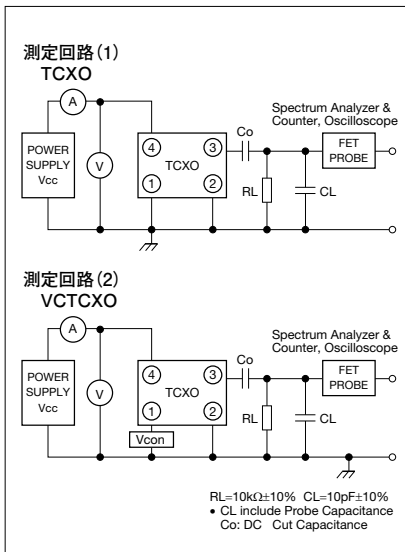 測定回路(1)
TCXO
A
POWER
SUPPLY
Vcc
V
4
3
1
2
TCXO
Co
RL
CL
Spectrum Analyzer &
Counter, Oscilloscope
FET
PROBE
測定回路(2)
VCTCXO
A
POWER
SUPPLY
Vcc
V
4
3
1
2
TCXO
Vcon
Co
RL
CL
Spectrum Analyzer &
Counter, Oscilloscope
FET
PROBE
RL=10kΩ±10% CL=10pF±10%
• CL include Probe Capacitance
Co: DC Cut Capacitance